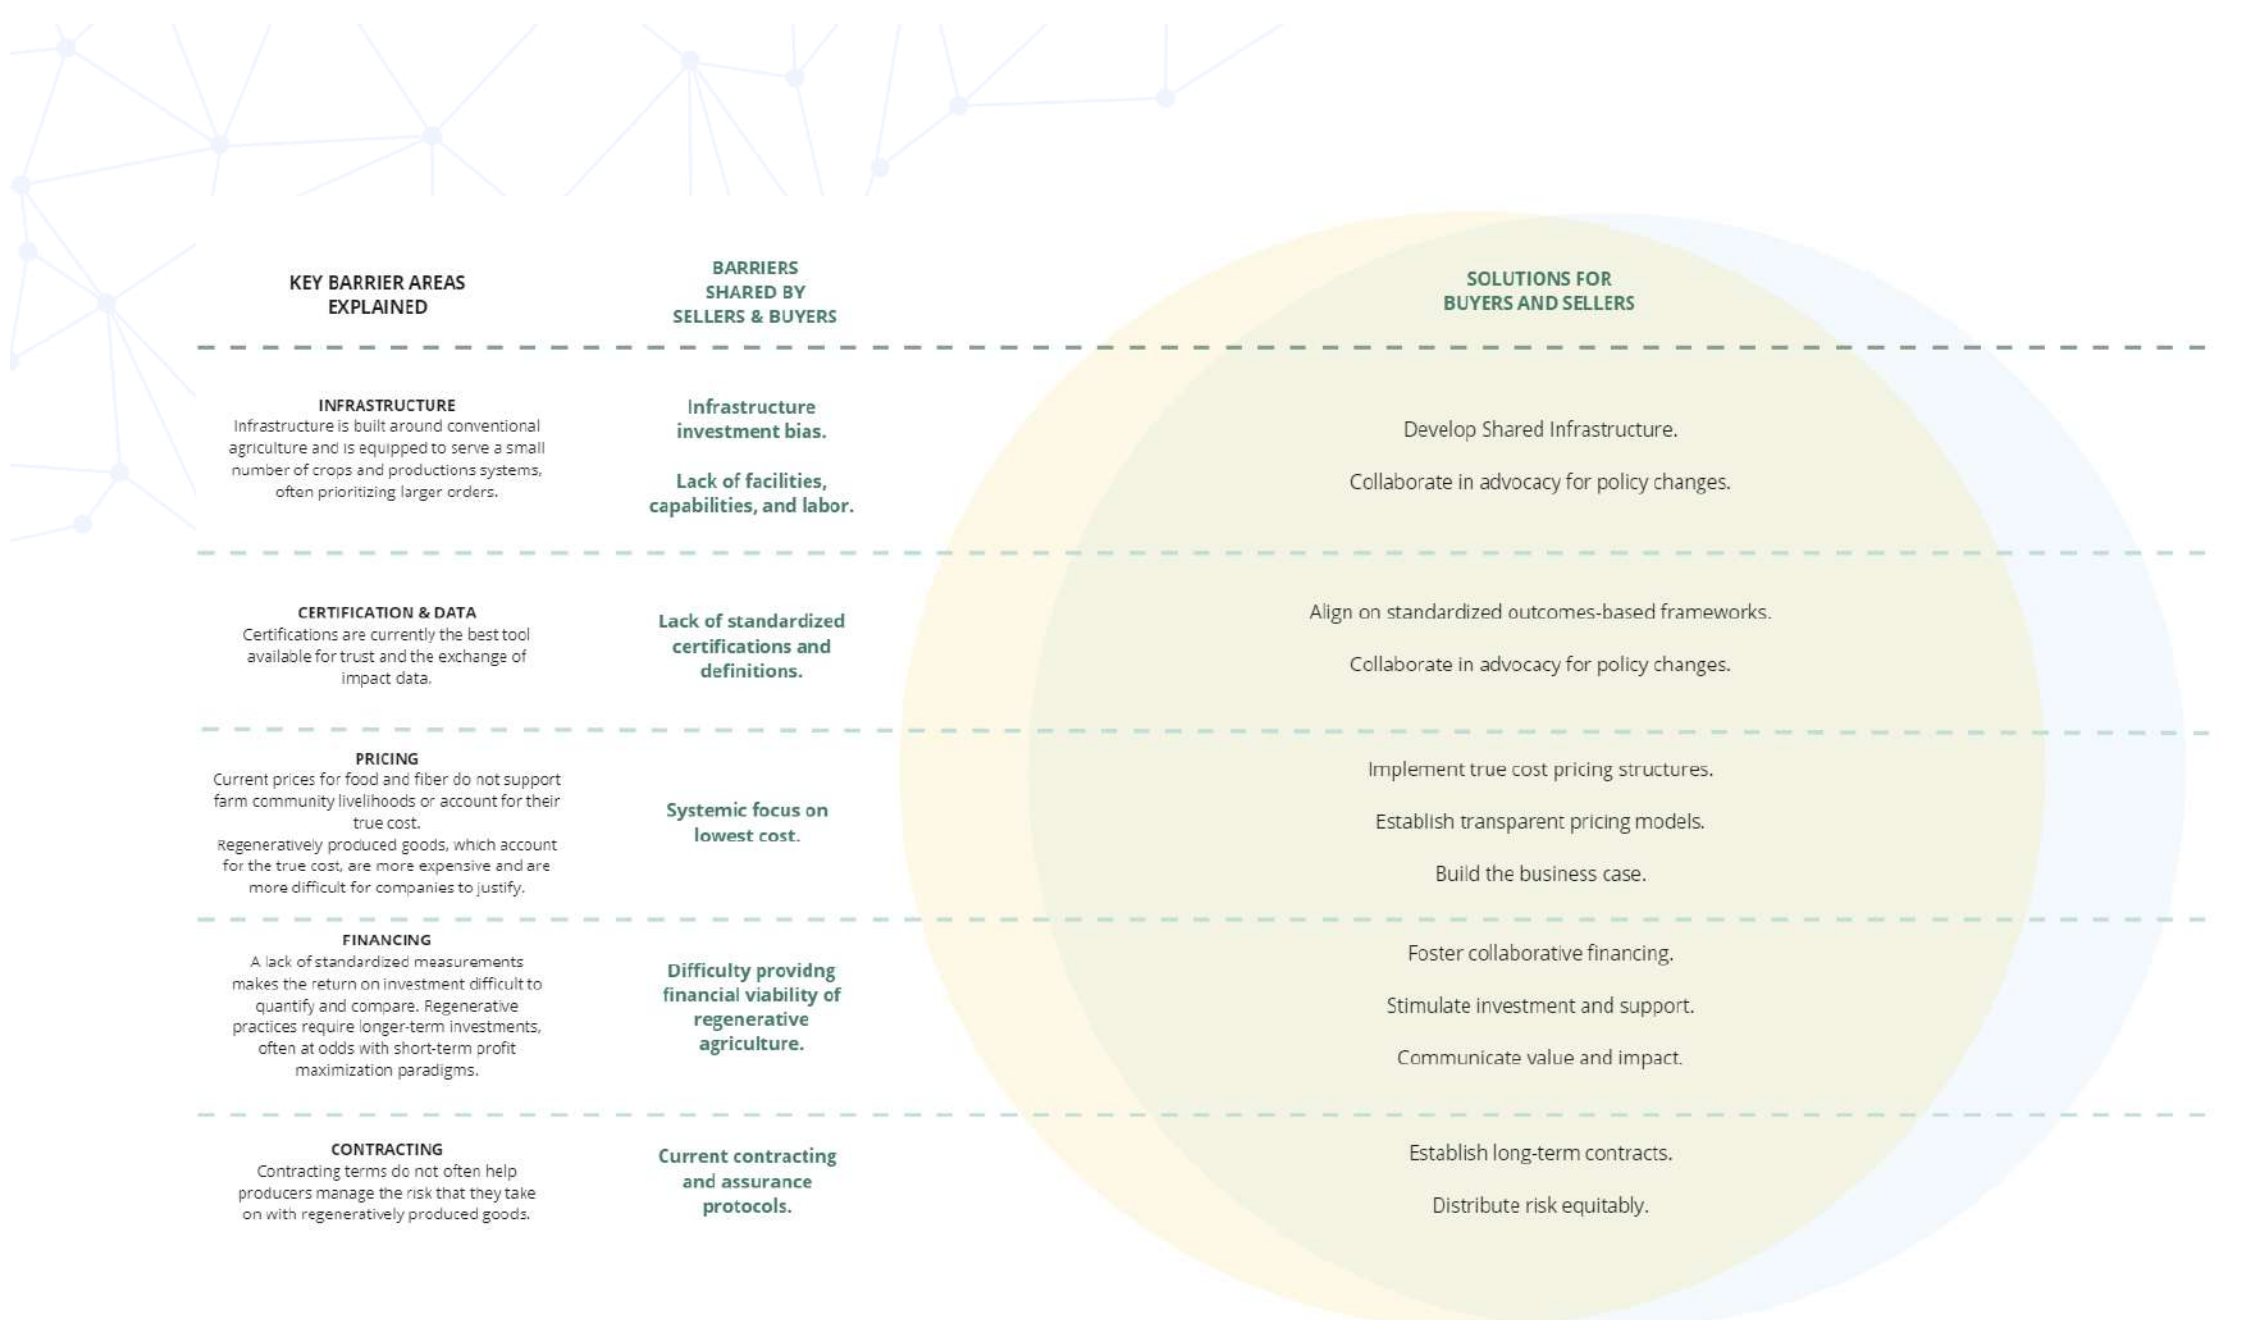 KEY BARRIER AREAS
EXPLAINED
BARRIERS
SHARED BY
SELLERS & BUYERS
SOLUTIONS FOR
BUYERS AND SELLERS
INFRASTRUCTURE
Infrastructure is built around conventional
agriculture and is equipped to serve a small
number of crops and productions systems,
often prioritizing larger orders.
Infrastructure
investment bias.
Lack of facilities,
capabilities, and labor.
Develop Shared Infrastructure.
Collaborate in advocacy for policy changes.
CERTIFICATION & DATA
Certifications are currently the best tool
available for trust and the exchange of
impact data.
Lack of standardized
certifications and
definitions.
Align on standardized outcomes-based frameworks.
Collaborate in advocacy for policy changes.
PRICING
Current prices for food and fiber do not support
farm community livelihoods or account for their
true cost.
Regeneratively produced goods, which account
for the true cost, are more expensive and are
more difficult for companies to justify.
Systemic focus on
lowest cost.
Implement true cost pricing structures.
Establish transparent pricing models.
Build the business case.
FINANCING
A lack of standardized measurements
makes the return on investment difficult to
quantify and compare. Regenerative
practices require longer-term investments,
often at odds with short-term profit
maximization paradigms.
Difficulty providng
financial viability of
regenerative
agriculture.
Foster collaborative financing.
Stimulate investment and support.
Communicate value and impact.
CONTRACTING
Contracting terms do not often help
producers manage the risk that they take
on with regeneratively produced goods.
Current contracting
and assurance
protocols.
Establish long-term contracts.
Distribute risk equitably.